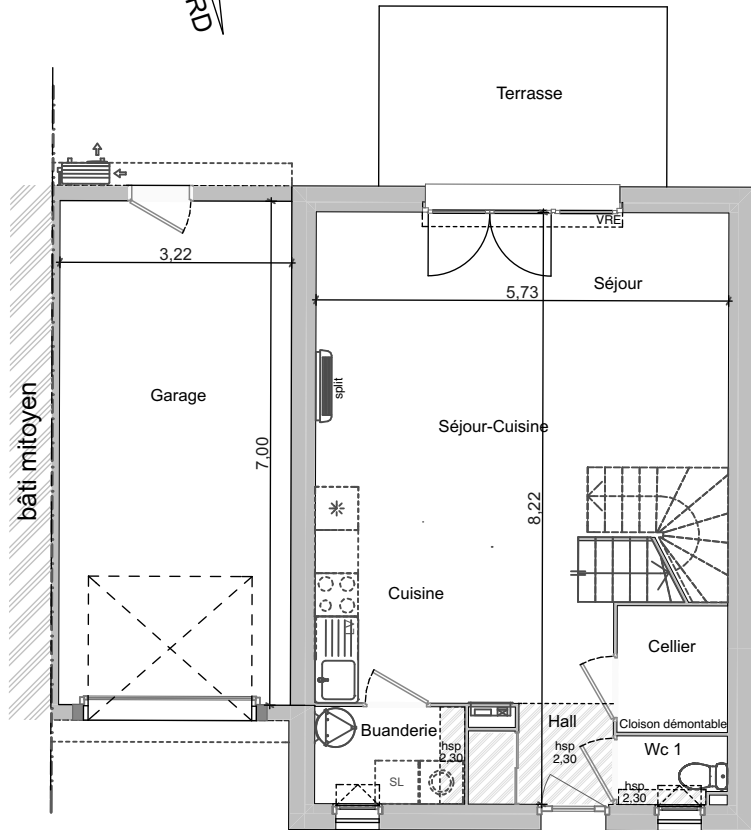 RD
Terrasse
VRE
3,22
5,73
Séjour
Garage
split
Séjour-Cuisine
bâti mitoyen
7,00
8,22
Cuisine
LV
Cellier
Cloison démontable
Buanderie
Hall
hsp
2,30
hsp
2,30
Wc 1
SL
hsp
2,30